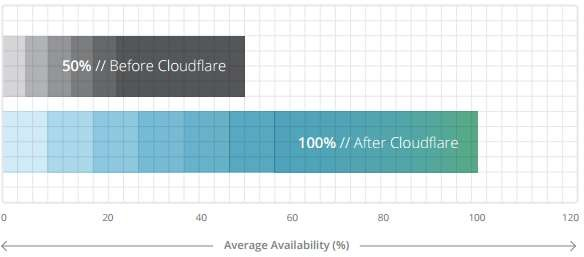 50% // Before Cloudflare
100% // After Cloudflare
0 20 40 60 80 100 120
Average Availability (%)